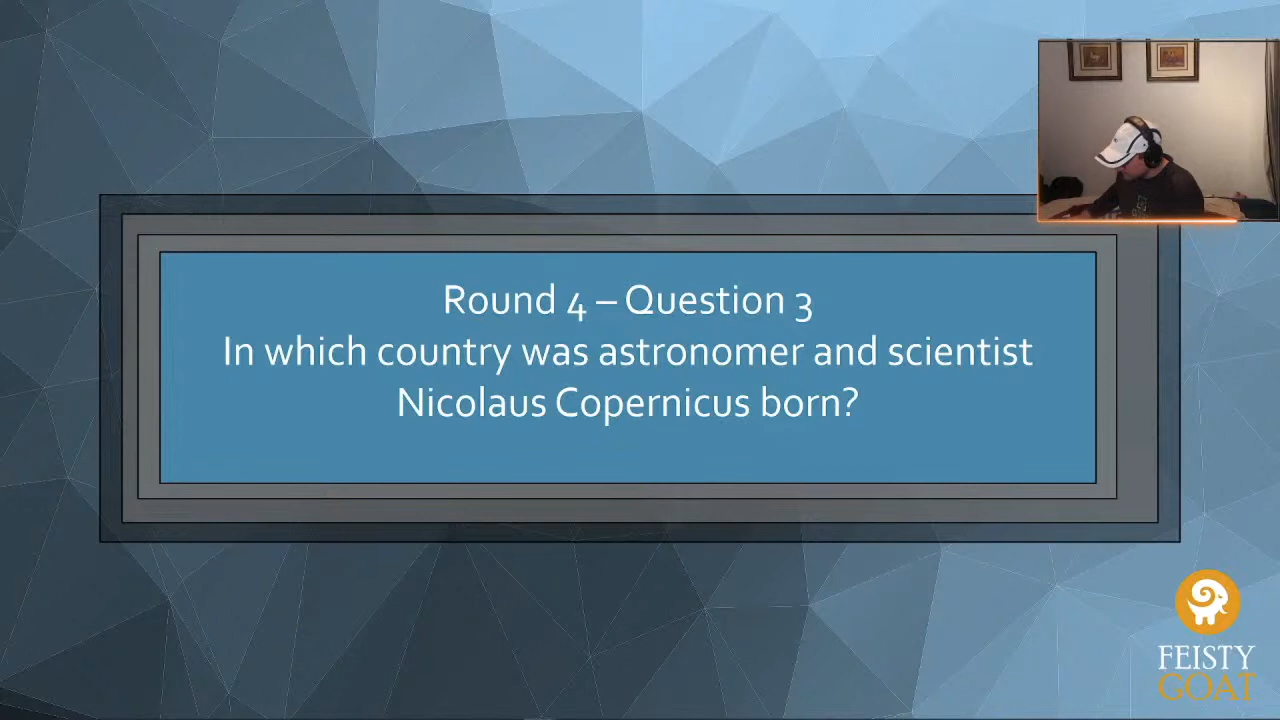 Round 4 – Question 3
In which country was astronomer and scientist
Nicolaus Copernicus born?
FEISTY
GOAT